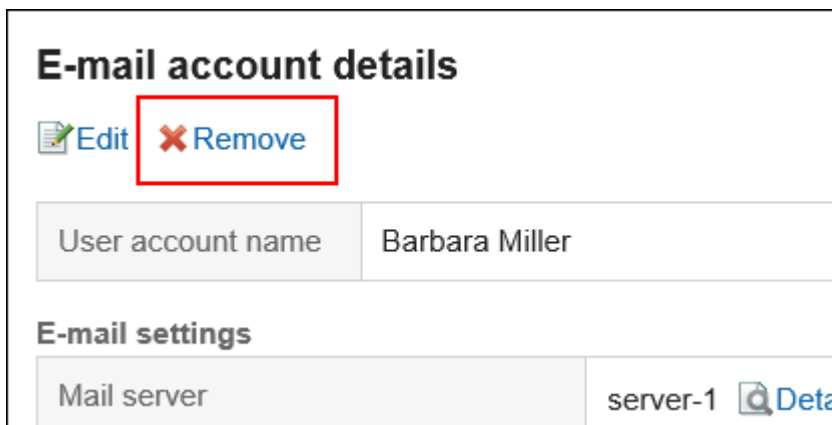 E-mail account details
Edit Remove
User account name Barbara Miller
E-mail settings
Mail server server-1